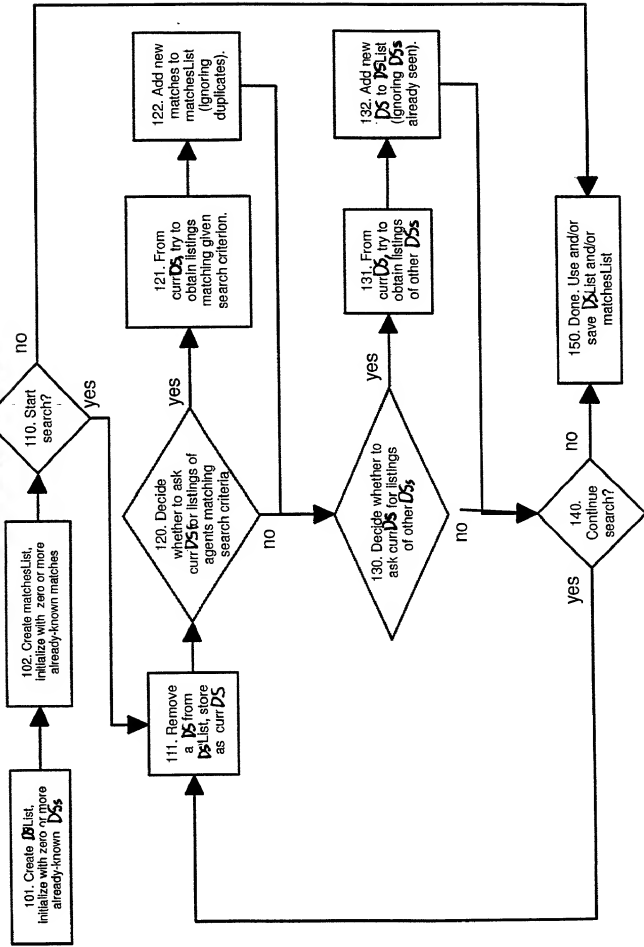 101. Create DSList,
initialize with zero or more
already-known DSs
102. Create matchesList,
initialize with zero or more
already-known matches
110. Start
search?
no
yes
111. Remove
a DS from
DSList, store
as currDS
120. Decide
whether to ask
currDS for listings of
agents matching
search criteria
yes
no
121. From
currDS, try to
obtain listings
matching given
search criterion.
122. Add new
matches to
matchesList
(Ignoring
duplicates).
130. Decide whether to
ask currDS for listings
of other DSs
yes
no
131. From
currDS, try to
obtain listings
of other DSs
132. Add new
DS to DSList
(Ignoring DSs
already seen).
140.
Continue
search?
yes
no
150. Done. Use and/or
save DSList and/or
matchesList